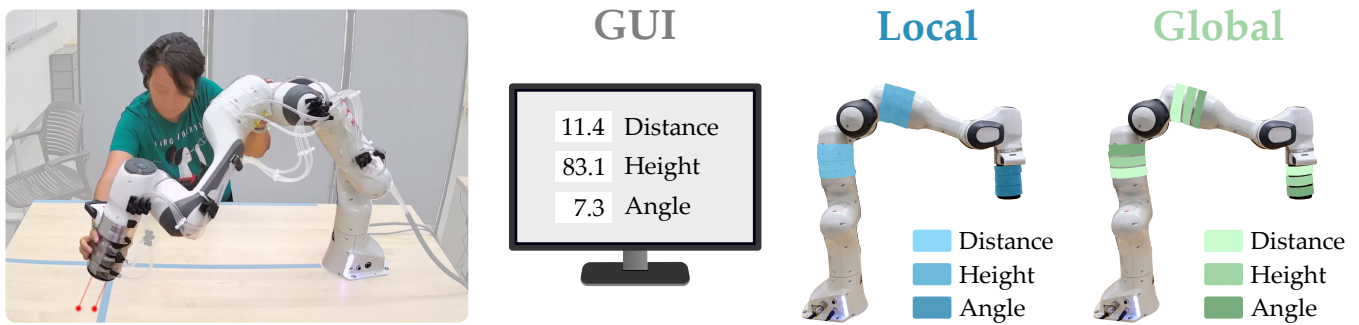 GUI
Local
Global
11.4 Distance
83.1 Height
7.3 Angle
Distance
Height
Angle
Distance
Height
Angle